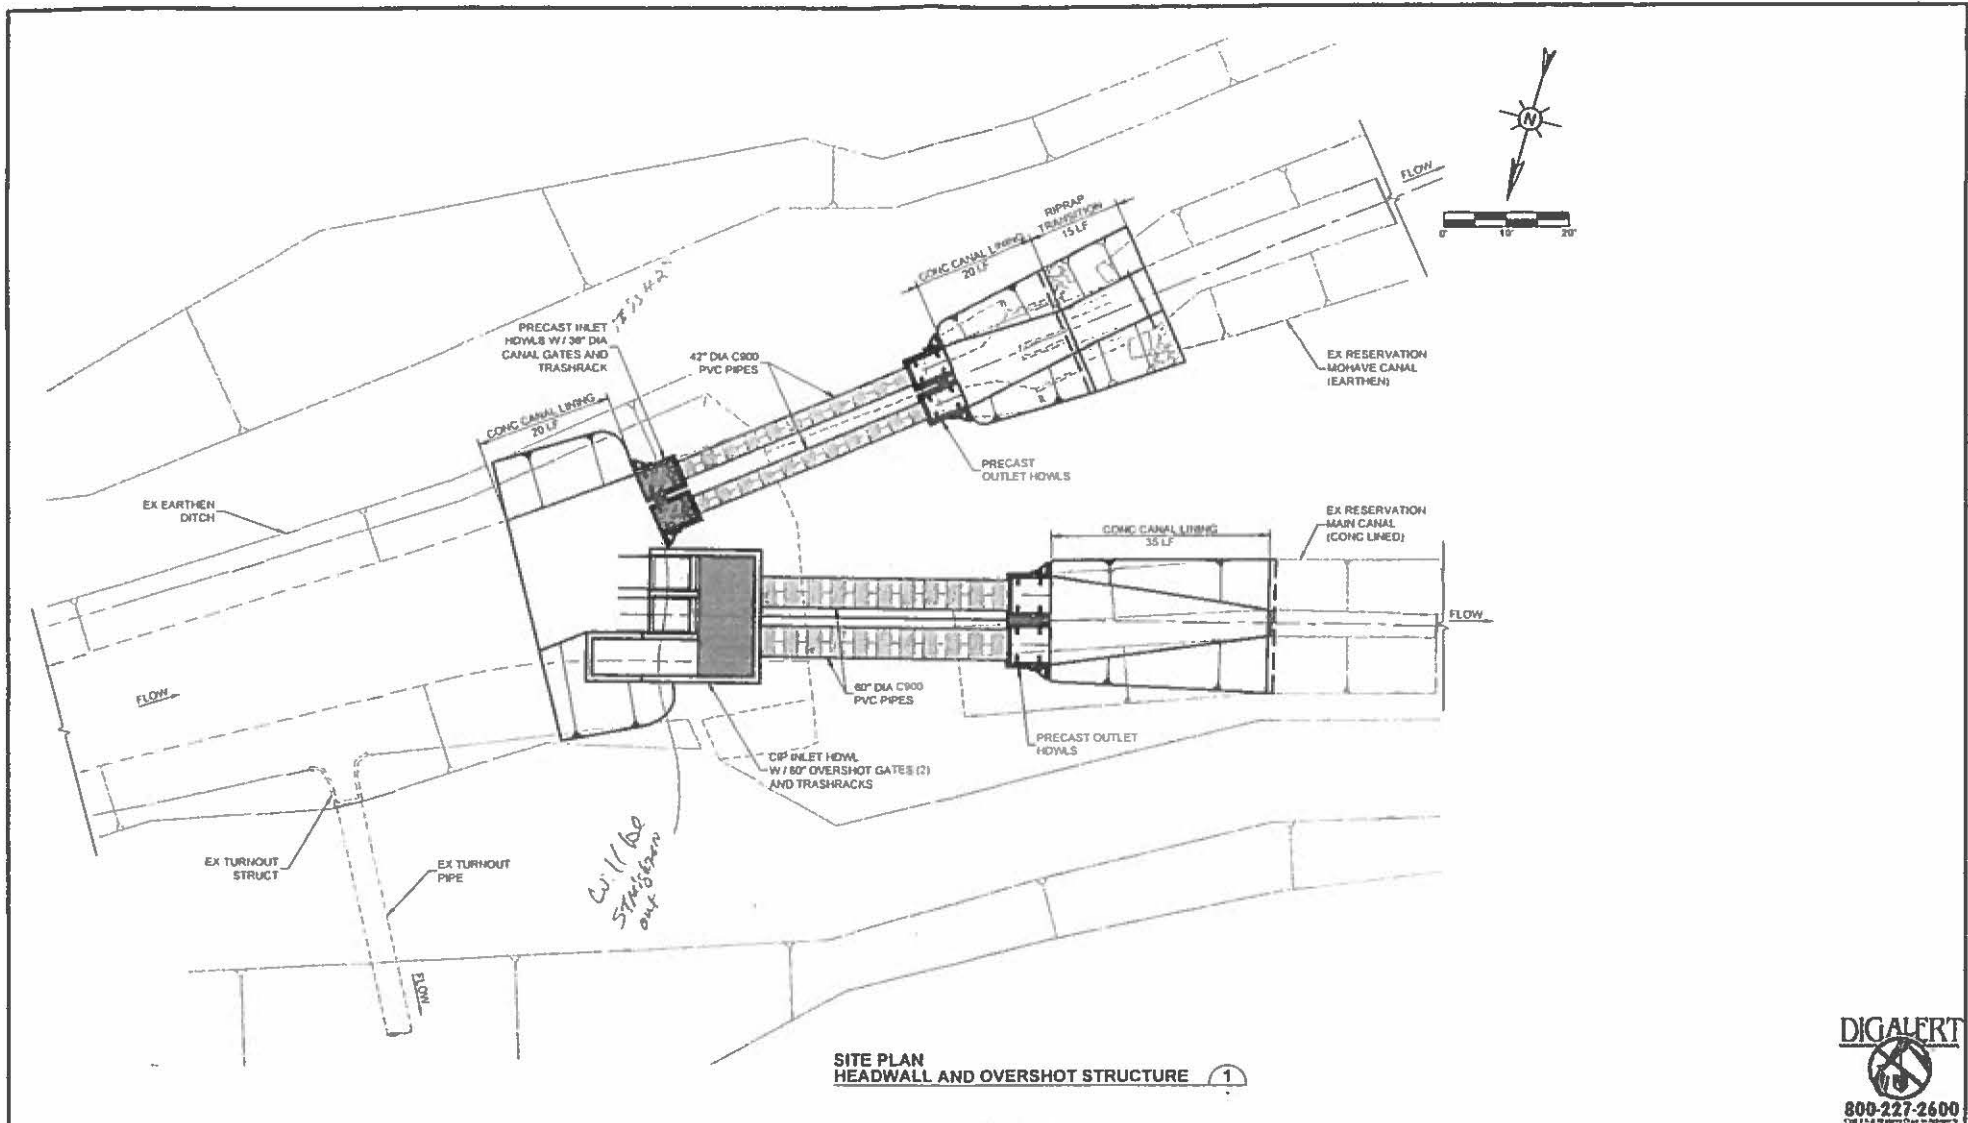 N
FLOW
0'
10'
20'
RIPRAP
TRANSITION
15 LF
CONC CANAL LINING
20 LF
PRECAST INLET
HDWLS W/ 36" DIA
CANAL GATES AND
TRASHRACK
42" DIA C900
PVC PIPES
EX RESERVATION
MOHAVE CANAL
(EARTHEN)
CONC CANAL LINING
20 LF
PRECAST
OUTLET HDWLS
EX EARTHEN
DITCH
EX RESERVATION
MAIN CANAL
(CONC LINED)
CONC CANAL LINING
35 LF
FLOW
FLOW
60" DIA C900
PVC PIPES
PRECAST OUTLET
HDWLS
CIP INLET HDWL
W/ 60" OVERSHOT GATES (2)
AND TRASHRACKS
Will be
straighten
out
EX TURNOUT
STRUCT
EX TURNOUT
PIPE
FLOW
SITE PLAN
HEADWALL AND OVERSHOT STRUCTURE
1
DIGALERT
800-227-2600